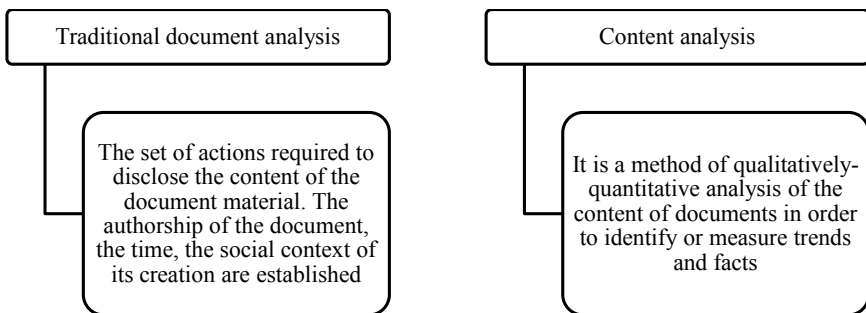 Traditional document analysis
The set of actions required to
disclose the content of the
document material. The
authorship of the document,
the time, the social context of
its creation are established
Content analysis
It is a method of qualitatively-
quantitative analysis of the
content of documents in order
to identify or measure trends
and facts